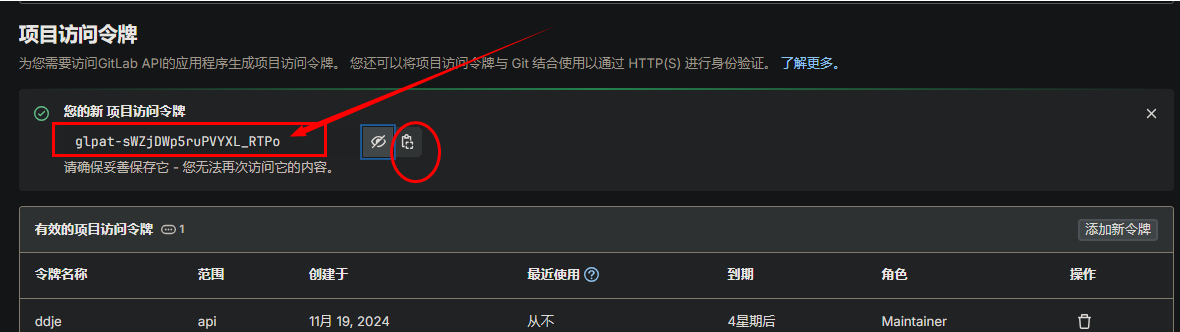 项目访问令牌
为您需要访问GitLab API的应用程序生成项目访问令牌。 您还可以将项目访问令牌与 Git 结合使用以通过 HTTP(S) 进行身份验证。 了解更多。
您的新 项目访问令牌
glpat-sWZjDWp5ruPVYXL_RTPo
请确保妥善保存它 - 您无法再次访问它的内容。
有效的项目访问令牌 1
添加新令牌
令牌名称 范围 创建于 最近使用 到期 角色 操作
ddje api 11月 19, 2024 从不 4星期后 Maintainer